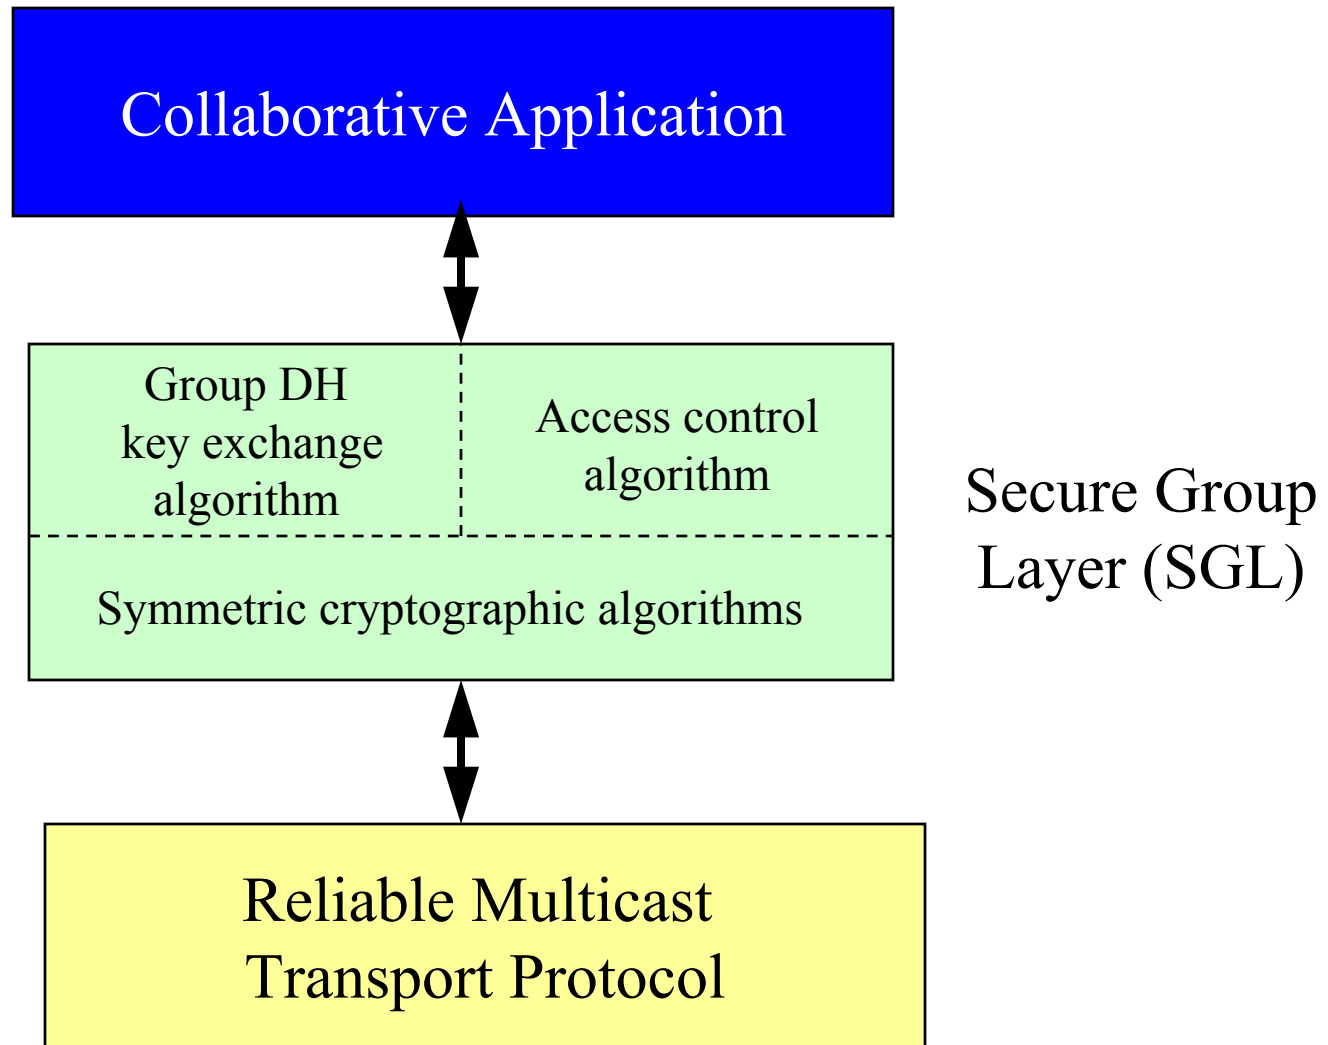 Collaborative Application
Group DH
key exchange
algorithm
Access control
algorithm
Symmetric cryptographic algorithms
Secure Group
Layer (SGL)
Reliable Multicast
Transport Protocol